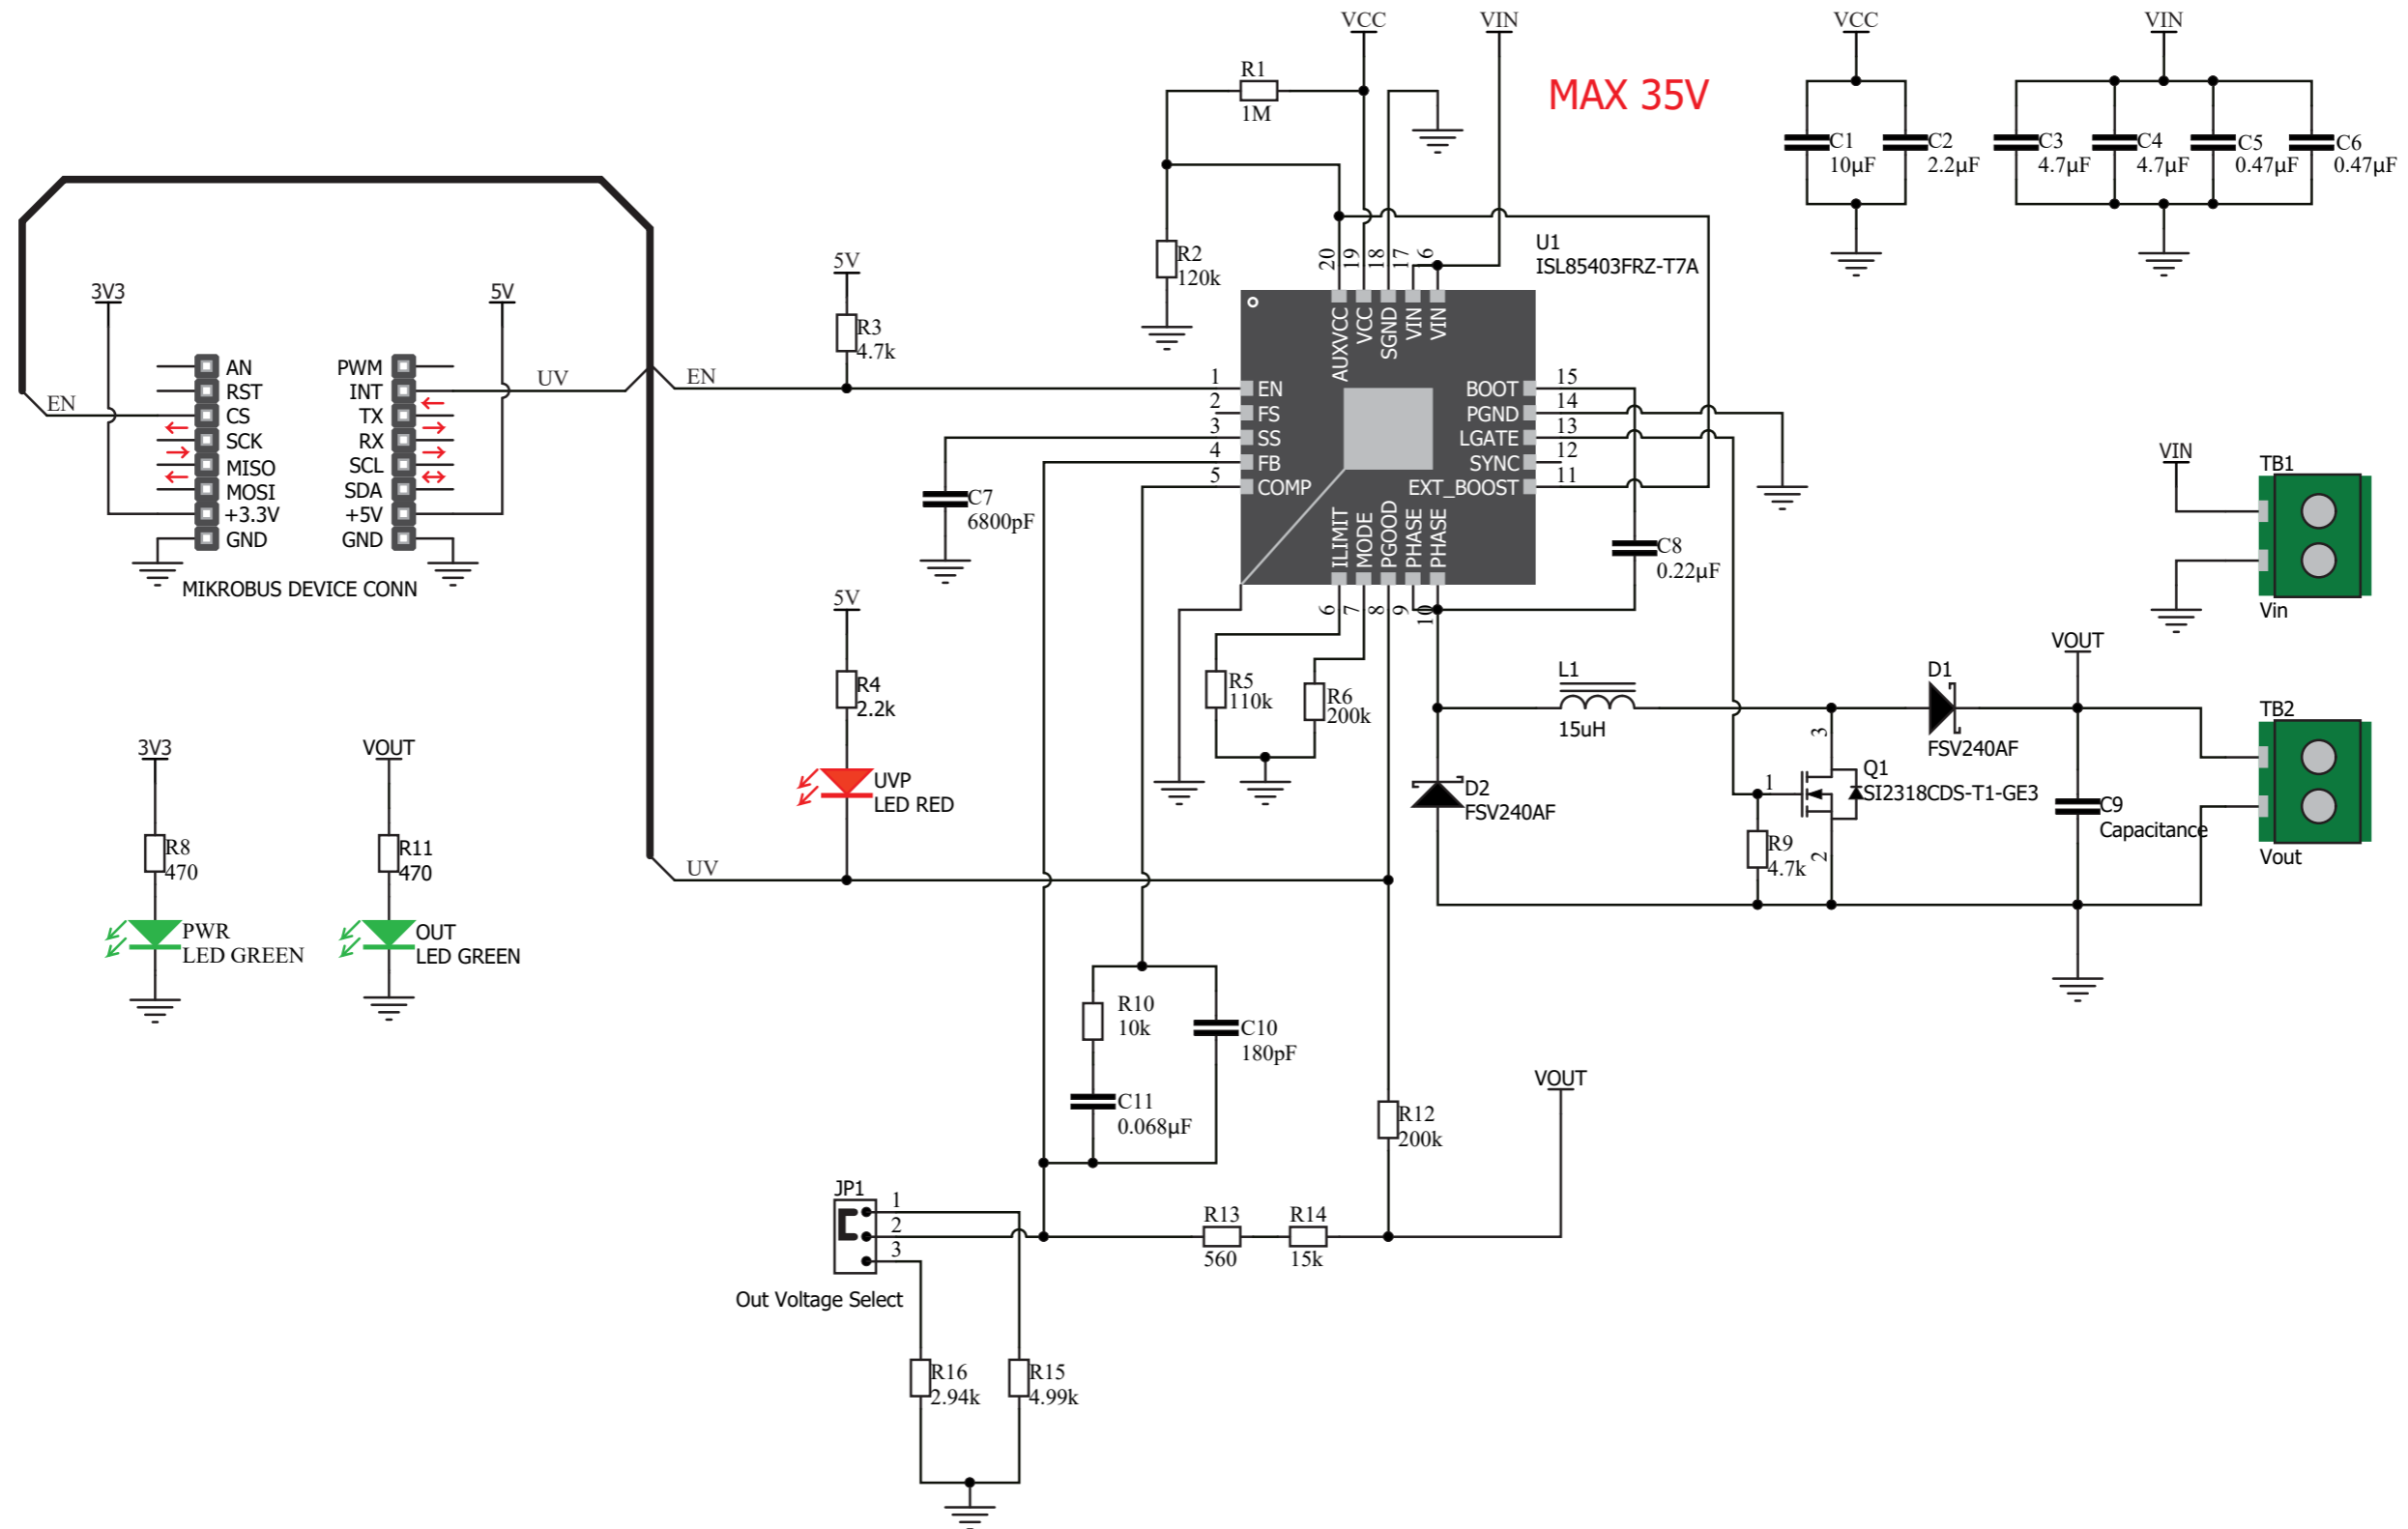 VCC
VIN
VCC
VIN
R1
1M
MAX 35V
C1
10µF
C2
2.2µF
C3
4.7µF
C4
4.7µF
C5
0.47µF
C6
0.47µF
R2
120k
20
19
18
17
16
U1
ISL85403FRZ-T7A
5V
R3
4.7k
3V3
5V
AN
RST
CS
SCK
MISO
MOSI
+3.3V
GND
PWM
INT
TX
RX
SCL
SDA
+5V
GND
EN
UV
EN
MIKROBUS DEVICE CONN
AUXVCC
VCC
SGND
VIN
VIN
1
2
3
4
5
EN
FS
SS
FB
COMP
BOOT
PGND
LGATE
SYNC
EXT_BOOST
15
14
13
12
11
ILIMIT
MODE
PGOOD
PHASE
PHASE
6
7
8
9
10
C7
6800pF
C8
0.22µF
VIN
TB1
Vin
5V
R4
2.2k
UVP
LED RED
UV
R5
110k
R6
200k
L1
15uH
D1
FSV240AF
VOUT
TB2
Vout
D2
FSV240AF
3
1
2
Q1
SI2318CDS-T1-GE3
R9
4.7k
C9
Capacitance
3V3
R8
470
PWR
LED GREEN
VOUT
R11
470
OUT
LED GREEN
R10
10k
C10
180pF
C11
0.068µF
R12
200k
VOUT
JP1
1
2
3
Out Voltage Select
R13
560
R14
15k
R16
2.94k
R15
4.99k